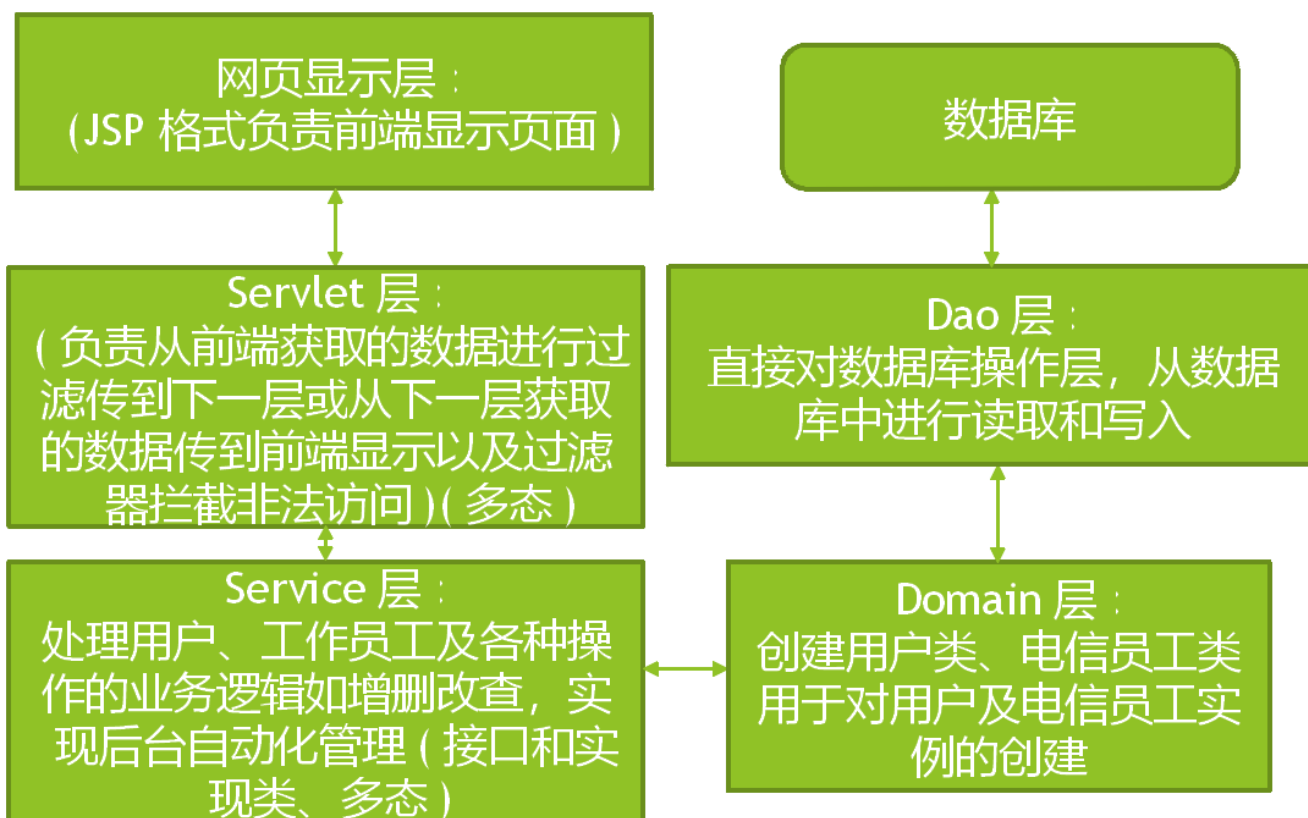 网页显示层：
（JSP 格式负责前端显示页面）
数据库
Servlet 层：
（负责从前端获取的数据进行过
滤传到下一层或从下一层获取
的数据传到前端显示以及过滤
器拦截非法访问）（多态）
Dao 层：
直接对数据库操作层，从数据
库中进行读取和写入
Service 层：
处理用户、工作员工及各种操
作的业务逻辑如增删改查，实
现后台自动化管理（接口和实
现类、多态）
Domain 层：
创建用户类、电信员工类
用于对用户及电信员工实
例的创建